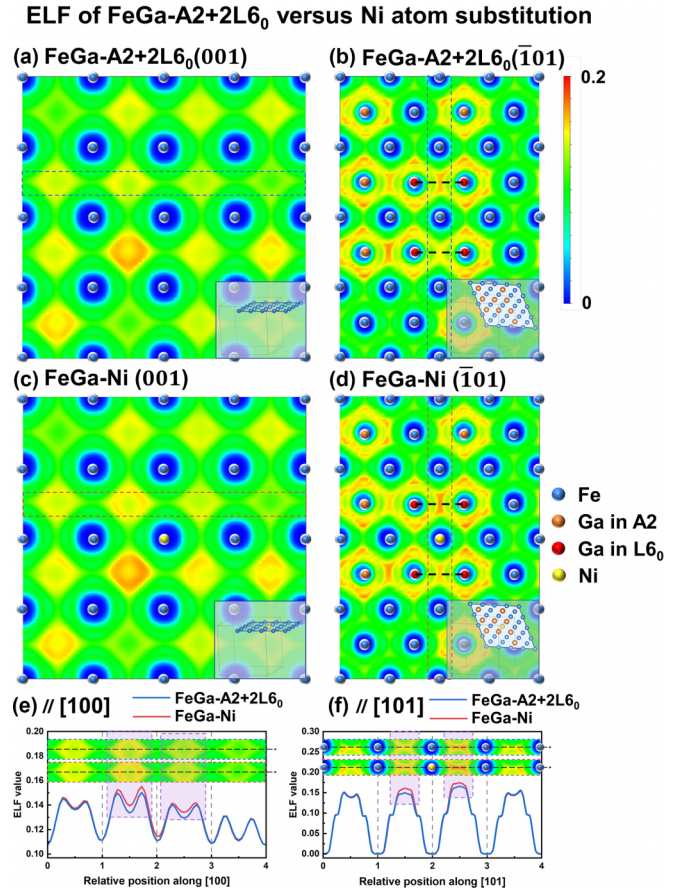 ELF of FeGa-A2+2L6₀ versus Ni atom substitution
(a) FeGa-A2+2L6₀(001)
(b) FeGa-A2+2L6₀(1̅01)
0.2
0
(c) FeGa-Ni (001)
(d) FeGa-Ni (1̅01)
Fe
Ga in A2
Ga in L6₀
Ni
(e) // [100]
FeGa-A2+2L6₀
FeGa-Ni
ELF value
0.20
0.18
0.16
0.14
0.12
0.10
0 1 2 3 4
Relative position along [100]
(f) // [101]
FeGa-A2+2L6₀
FeGa-Ni
ELF value
0.30
0.25
0.20
0.15
0.10
0.05
0.00
0 1 2 3 4
Relative position along [101]